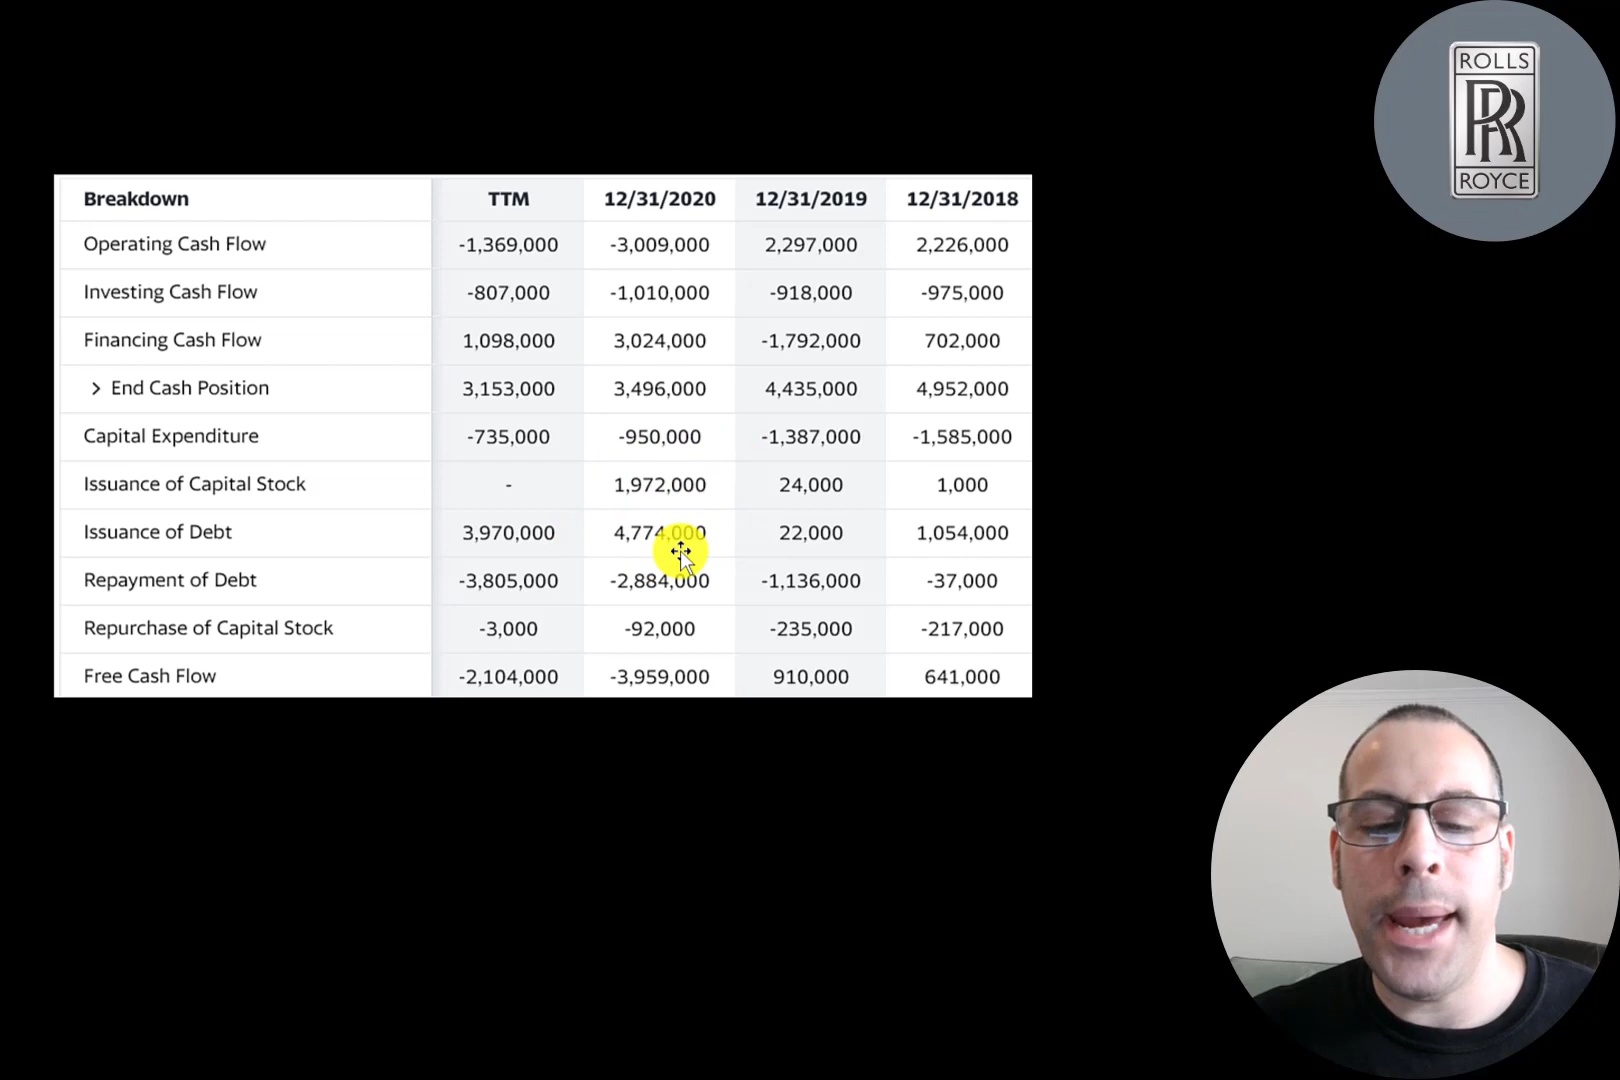 ROLLS
RR
ROYCE
Breakdown TTM 12/31/2020 12/31/2019 12/31/2018
Operating Cash Flow -1,369,000 -3,009,000 2,297,000 2,226,000
Investing Cash Flow -807,000 -1,010,000 -918,000 -975,000
Financing Cash Flow 1,098,000 3,024,000 -1,792,000 702,000
End Cash Position 3,153,000 3,496,000 4,435,000 4,952,000
Capital Expenditure -735,000 -950,000 -1,387,000 -1,585,000
Issuance of Capital Stock - 1,972,000 24,000 1,000
Issuance of Debt 3,970,000 4,774,000 22,000 1,054,000
Repayment of Debt -3,805,000 -2,884,000 -1,136,000 -37,000
Repurchase of Capital Stock -3,000 -92,000 -235,000 -217,000
Free Cash Flow -2,104,000 -3,959,000 910,000 641,000